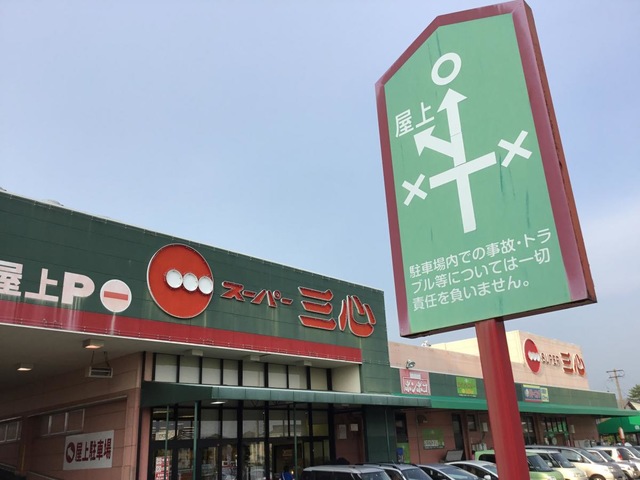 屋上
駐車場内での事故・トラ
ブル等については一切
責任を負いません。
屋上P
スーパー三心
SUPER 三心
屋上駐車場